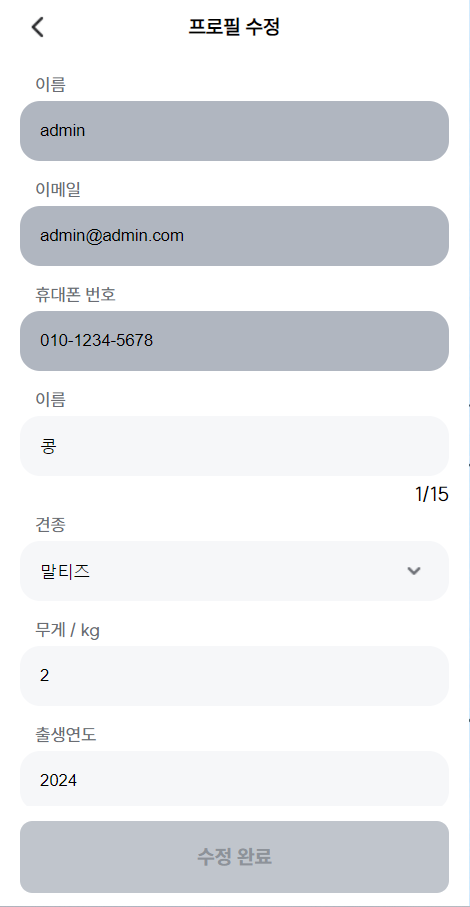 프로필 수정
이름
admin
이메일
admin@admin.com
휴대폰 번호
010-1234-5678
이름
콩
1/15
견종
말티즈
무게 / kg
2
출생연도
2024
수정 완료